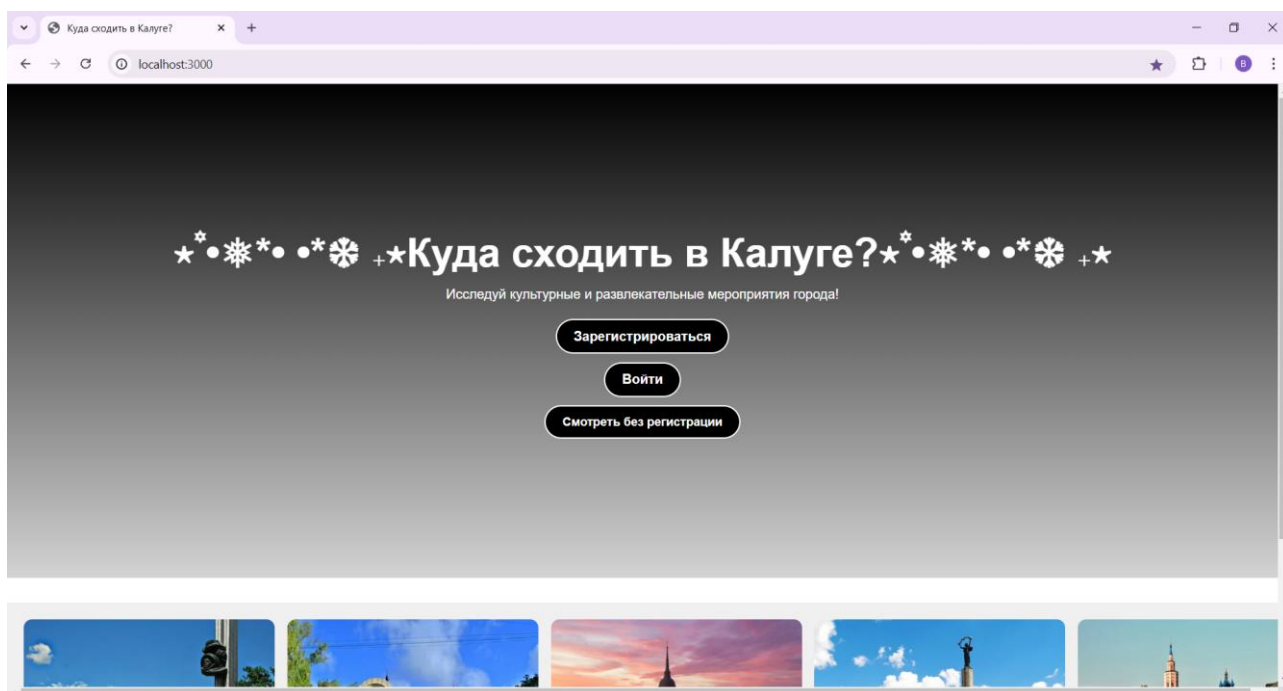 Куда сходить в Калуге?
localhost:3000
B
⋆˚✡•❅*• •*❆ ₊⋆Куда сходить в Калуге?⋆˚✡•❅*• •*❆ ₊⋆
Исследуй культурные и развлекательные мероприятия города!
Зарегистрироваться
Войти
Смотреть без регистрации